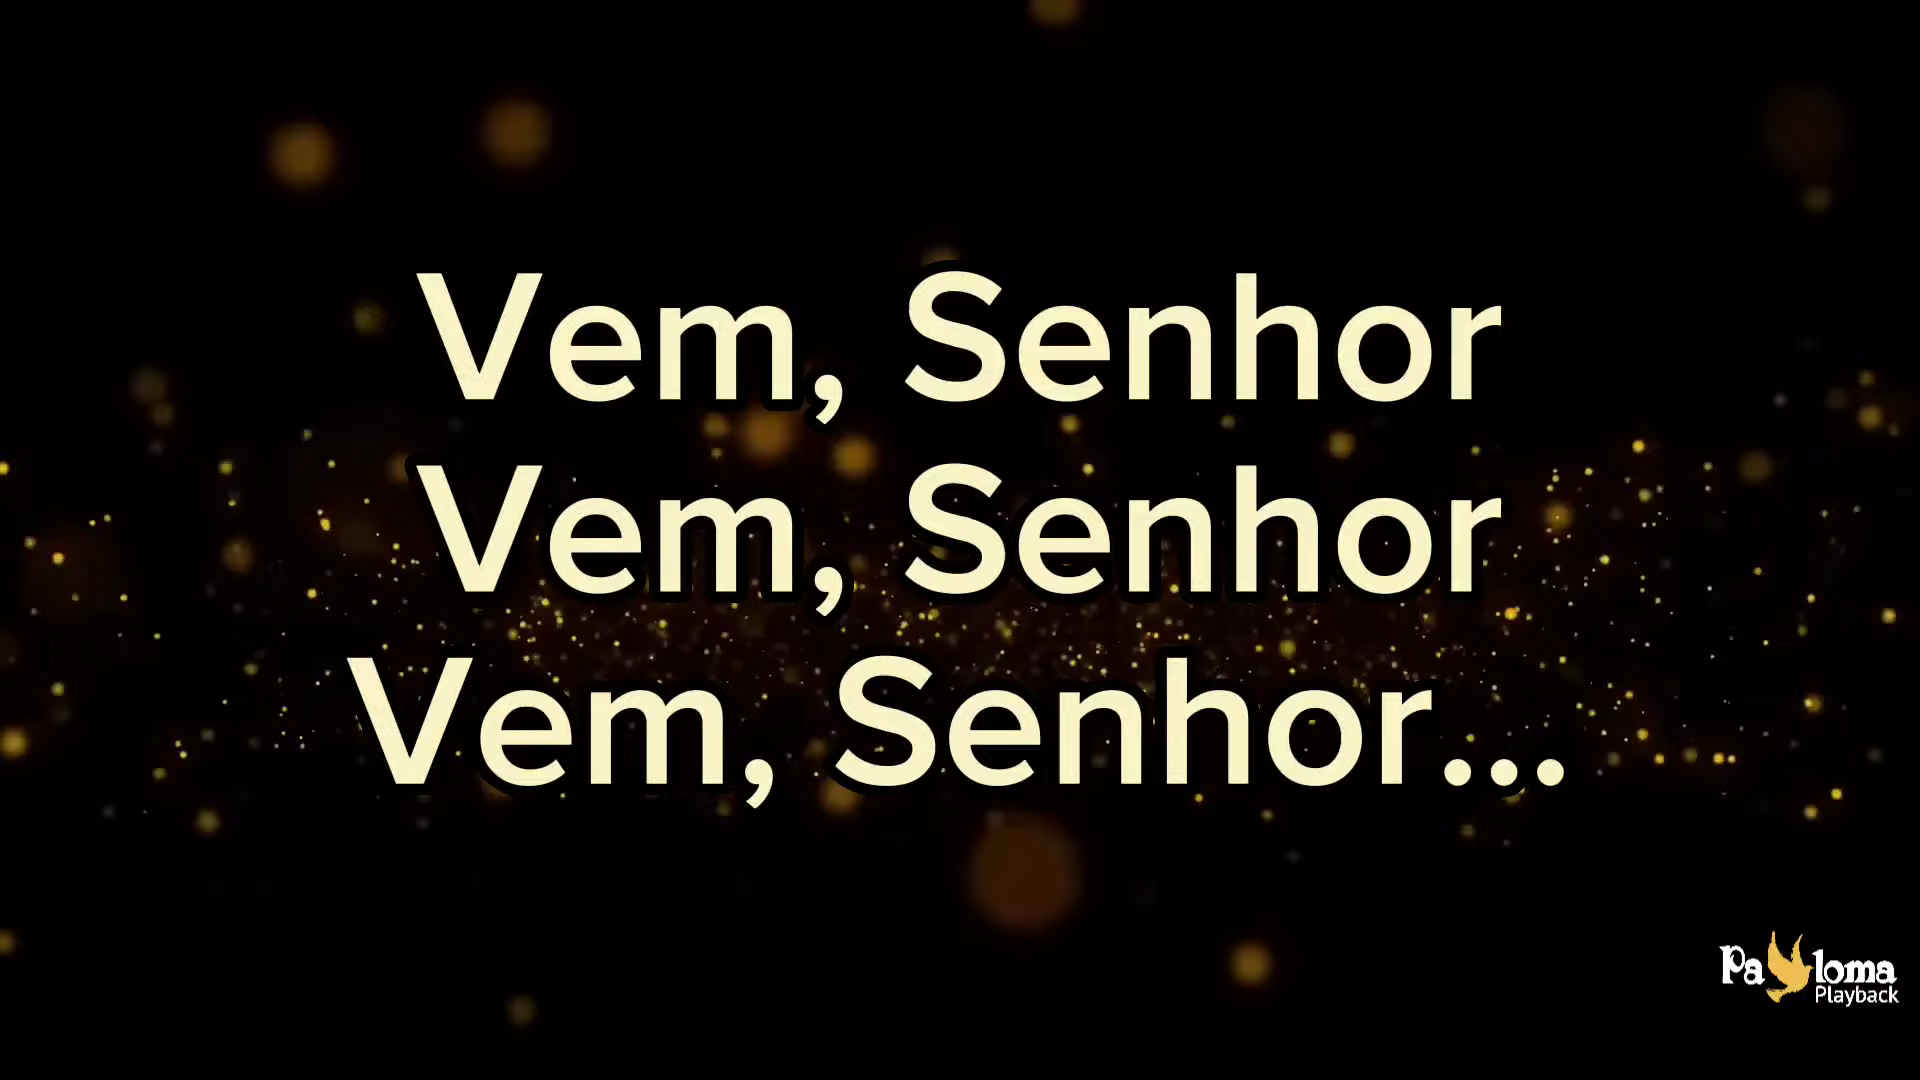 Vem, Senhor
Vem, Senhor
Vem, Senhor...
Paloma
Playback